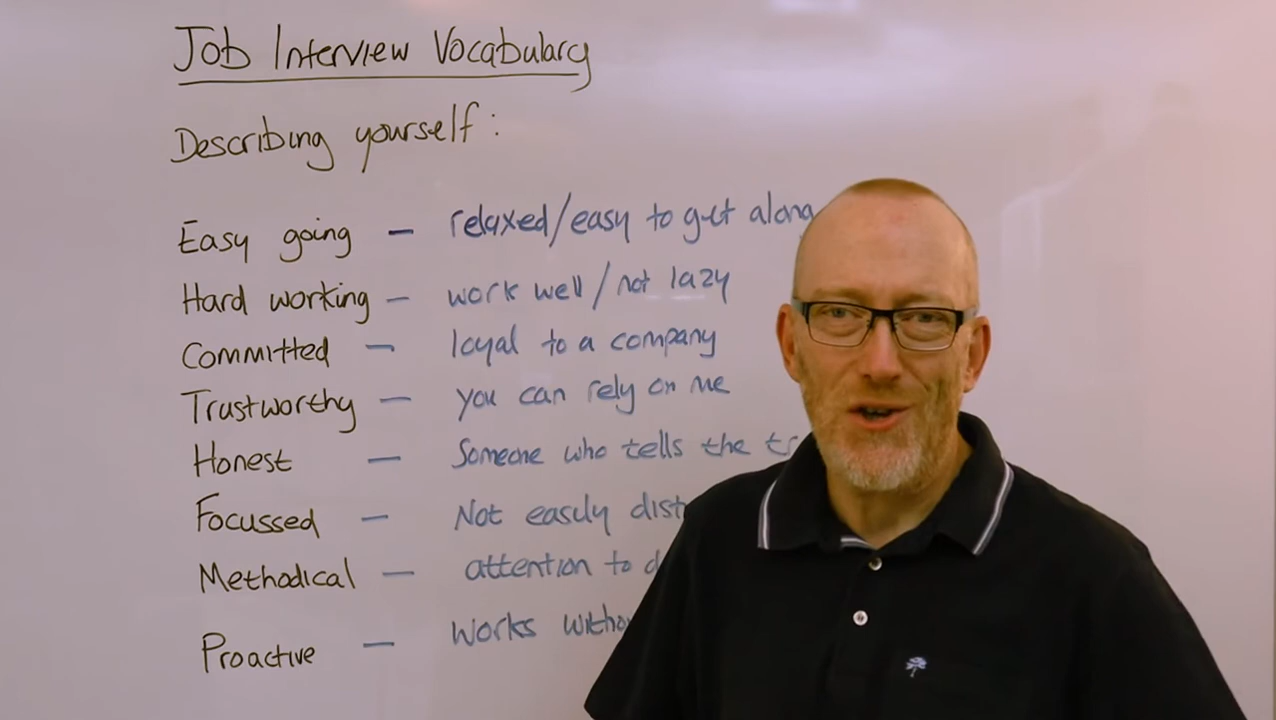 Job Interview Vocabulary
Describing yourself:
Easy going – relaxed/easy to get along
Hard working – work well/not lazy
Committed – loyal to a company
Trustworthy – you can rely on me
Honest – Someone who tells the
Focussed – Not easily
Methodical – attention to
Proactive – Works